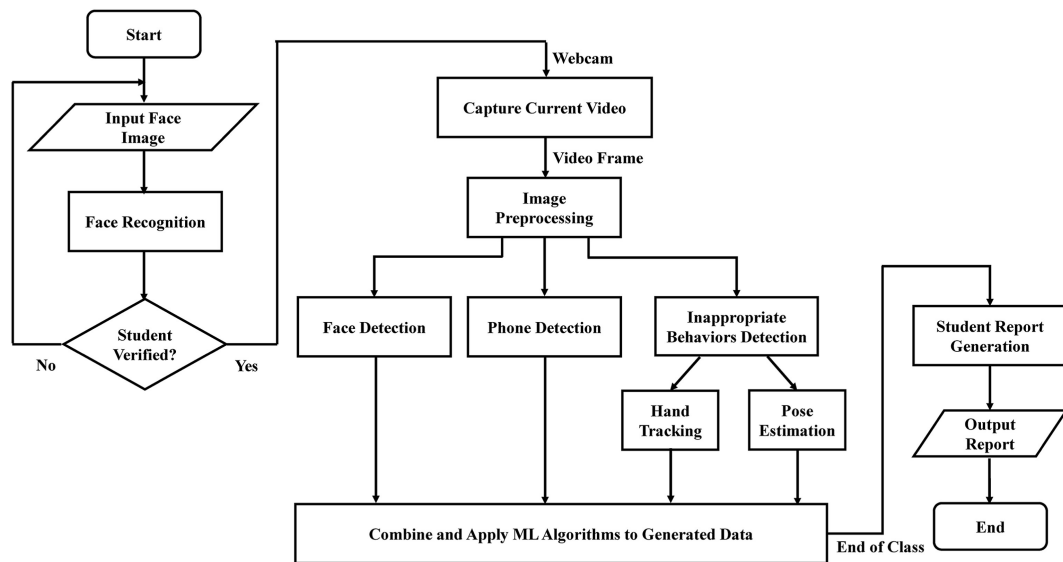 Start
Input Face
Image
Face Recognition
Student
Verified?
No
Yes
Webcam
Capture Current Video
Video Frame
Image
Preprocessing
Face Detection
Phone Detection
Inappropriate
Behaviors Detection
Hand
Tracking
Pose
Estimation
Combine and Apply ML Algorithms to Generated Data
End of Class
Student Report
Generation
Output
Report
End